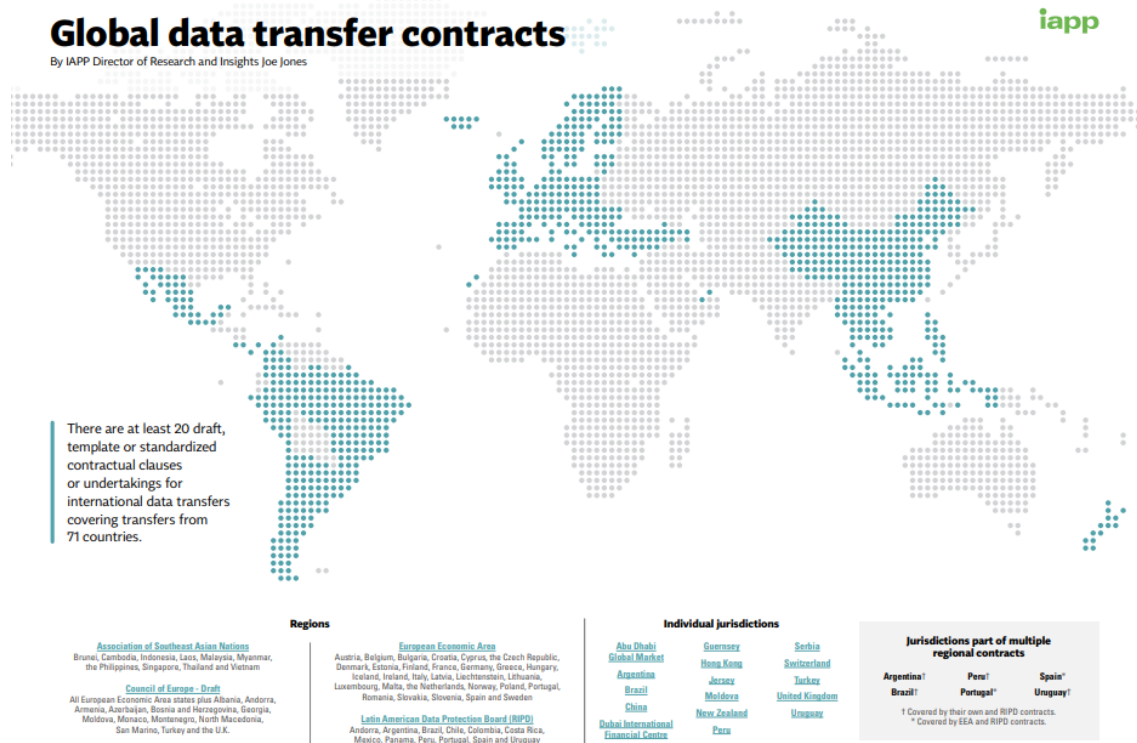 Global data transfer contracts
By IAPP Director of Research and Insights Joe Jones
iapp
There are at least 20 draft,
template or standardized
contractual clauses
or undertakings for
international data transfers
covering transfers from
71 countries.
Regions
Association of Southeast Asian Nations
Brunei, Cambodia, Indonesia, Laos, Malaysia, Myanmar,
the Philippines, Singapore, Thailand and Vietnam
Council of Europe - Draft
All European Economic Area states plus Albania, Andorra,
Armenia, Azerbaijan, Bosnia and Herzegovina, Georgia,
Moldova, Monaco, Montenegro, North Macedonia,
San Marino, Turkey and the U.K.
European Economic Area
Austria, Belgium, Bulgaria, Croatia, Cyprus, the Czech Republic,
Denmark, Estonia, Finland, France, Germany, Greece, Hungary,
Iceland, Ireland, Italy, Latvia, Liechtenstein, Lithuania,
Luxembourg, Malta, the Netherlands, Norway, Poland, Portugal,
Romania, Slovakia, Slovenia, Spain and Sweden
Latin American Data Protection Board (RIPD)
Andorra, Argentina, Brazil, Chile, Colombia, Costa Rica,
Mexico, Panama, Peru, Portugal, Spain and Uruguay
Individual jurisdictions
Abu Dhabi
Global Market
Argentina
Brazil
China
Dubai International
Financial Centre
Guernsey
Hong Kong
Jersey
Moldova
New Zealand
Peru
Serbia
Switzerland
Turkey
United Kingdom
Uruguay
Jurisdictions part of multiple
regional contracts
Argentina† Peru† Spain*
Brazil† Portugal* Uruguay†
† Covered by their own and RIPD contracts.
* Covered by EEA and RIPD contracts.